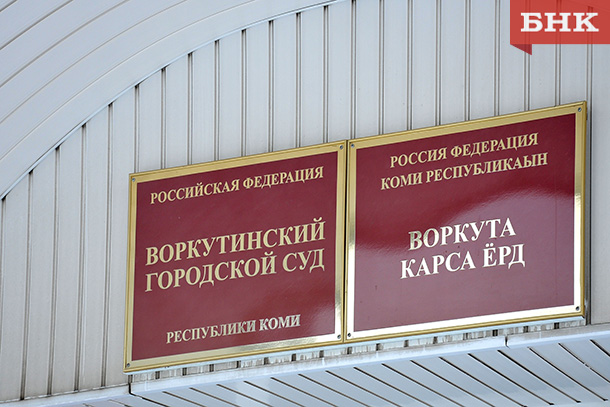 БНК
РОССИЙСКАЯ ФЕДЕРАЦИЯ
ВОРКУТИНСКИЙ
ГОРОДСКОЙ СУД
РЕСПУБЛИКИ КОМИ
РОССИЯ ФЕДЕРАЦИЯ
КОМИ РЕСПУБЛИКАЫН
ВОРКУТА
КАРСА ЁРД